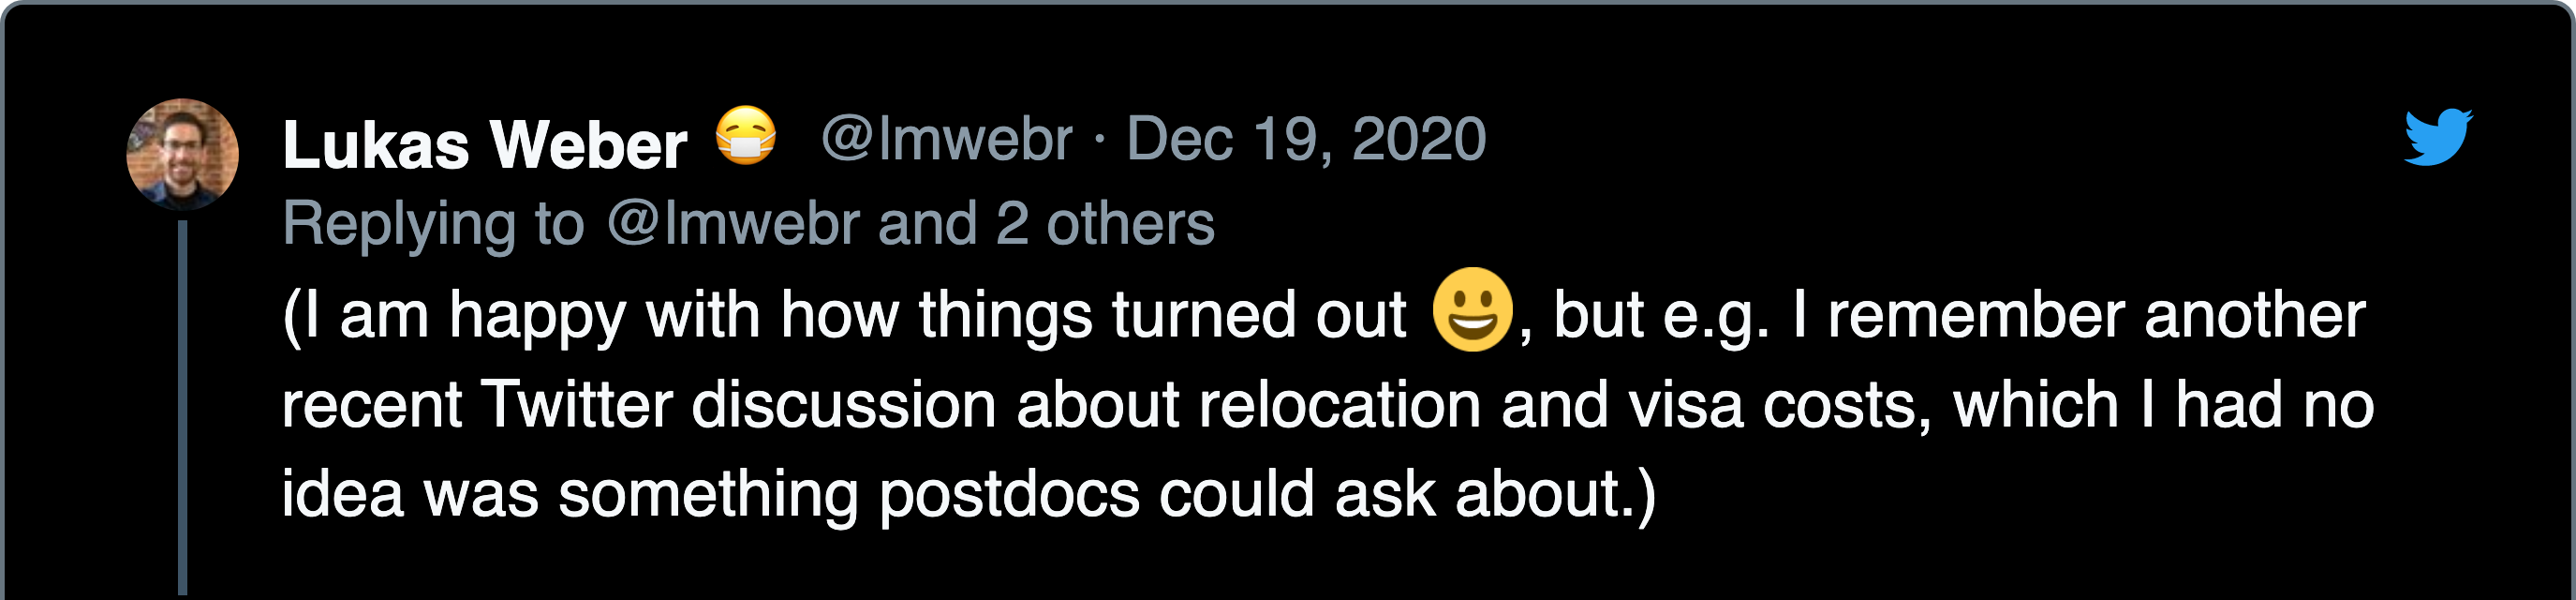 Lukas Weber 😷 @lmwebr · Dec 19, 2020
Replying to @lmwebr and 2 others
(I am happy with how things turned out 😃, but e.g. I remember another
recent Twitter discussion about relocation and visa costs, which I had no
idea was something postdocs could ask about.)